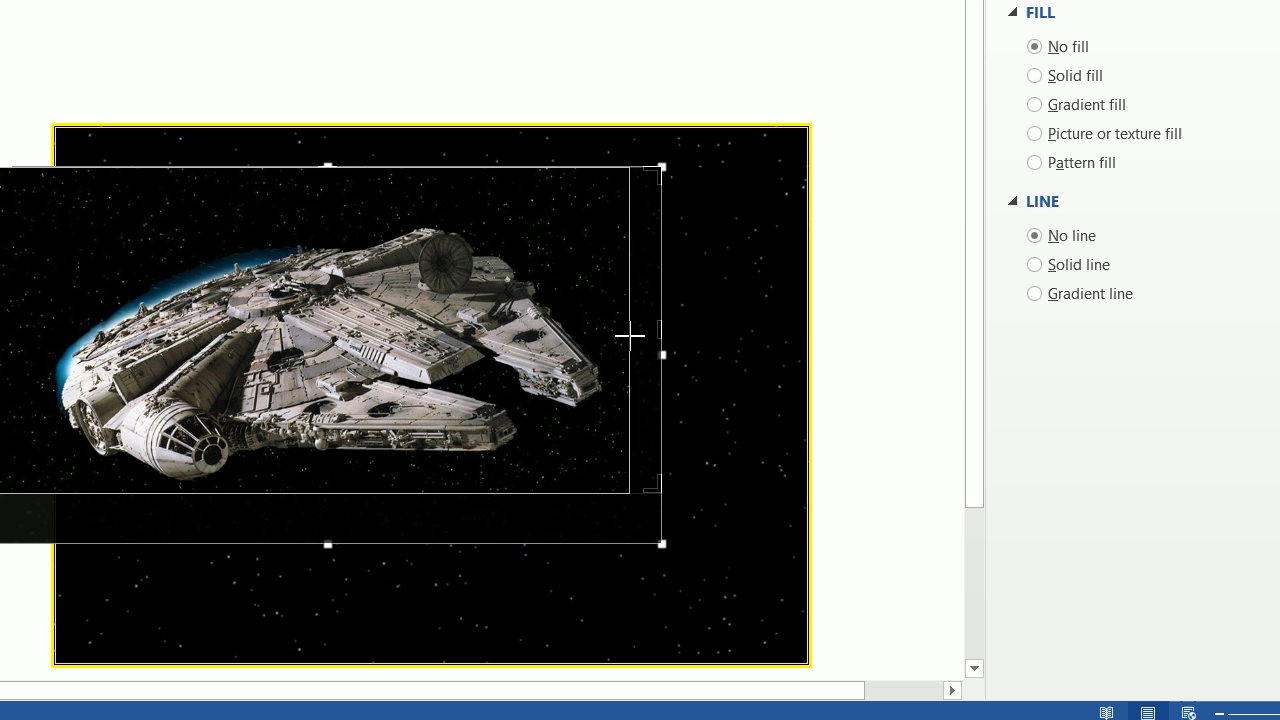 FILL
No fill
Solid fill
Gradient fill
Picture or texture fill
Pattern fill
LINE
No line
Solid line
Gradient line